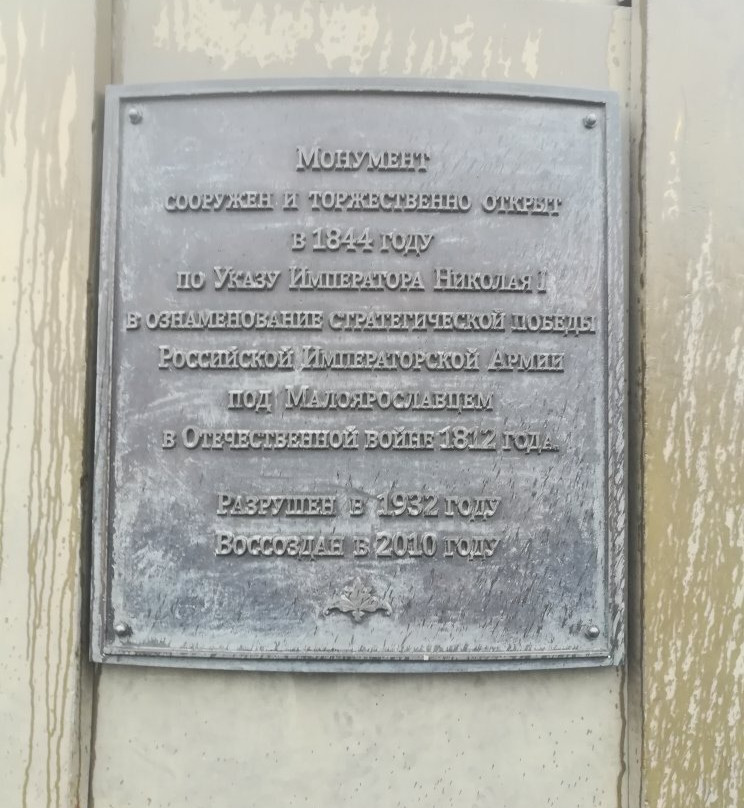 Монумент
сооружен и торжественно открыт
в 1844 году
по Указу Императора Николая I
в ознаменование стратегической победы
Российской Императорской Армии
под Малоярославцем
в Отечественной войне 1812 года.
Разрушен в 1932 году
Воссоздан в 2010 году